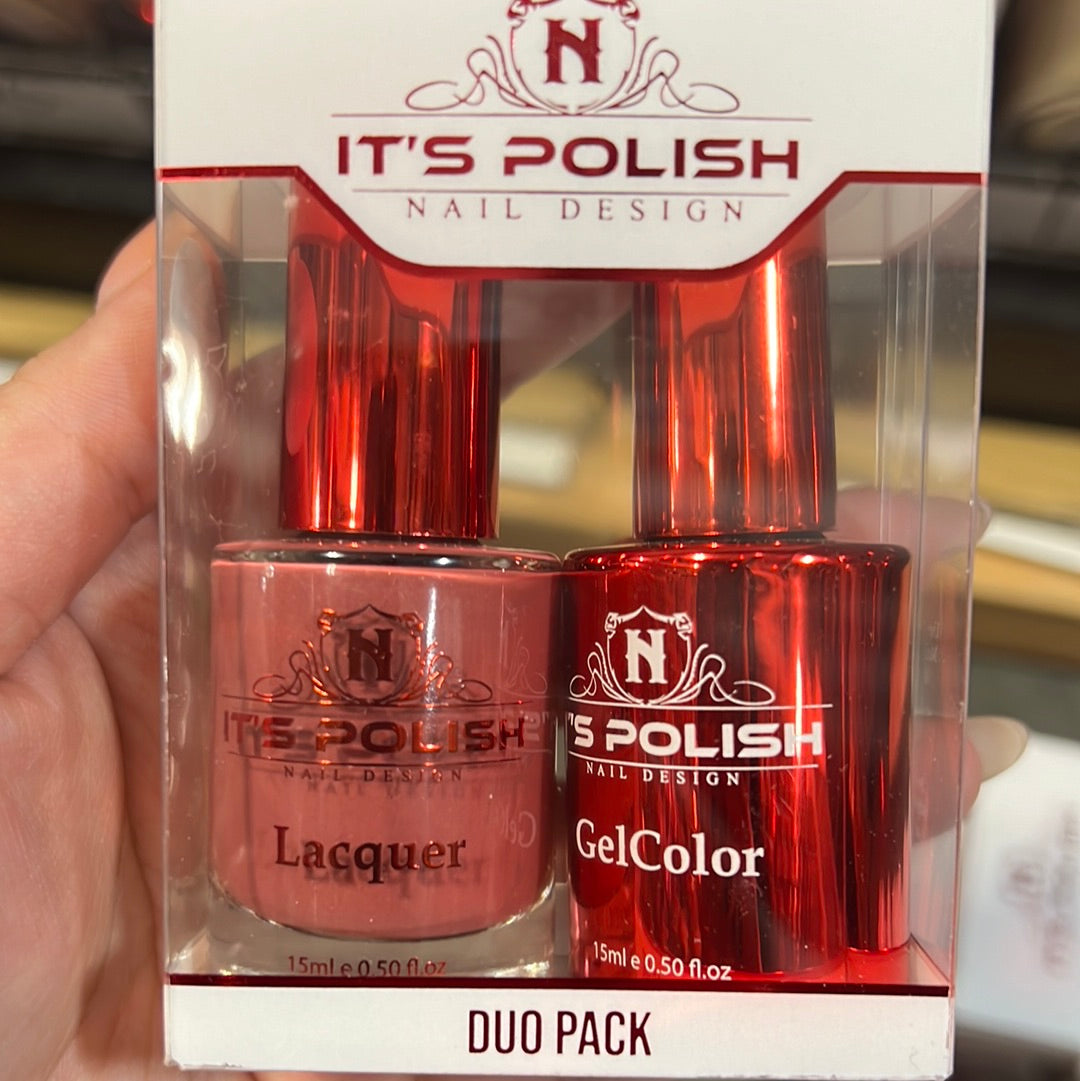 N
IT'S POLISH
NAIL DESIGN
N
IT'S POLISH
NAIL DESIGN
Lacquer
15ml e 0.50 fl.oz
N
'S POLISH
NAIL DESIGN
GelColor
15ml e 0.50 fl.oz
DUO PACK